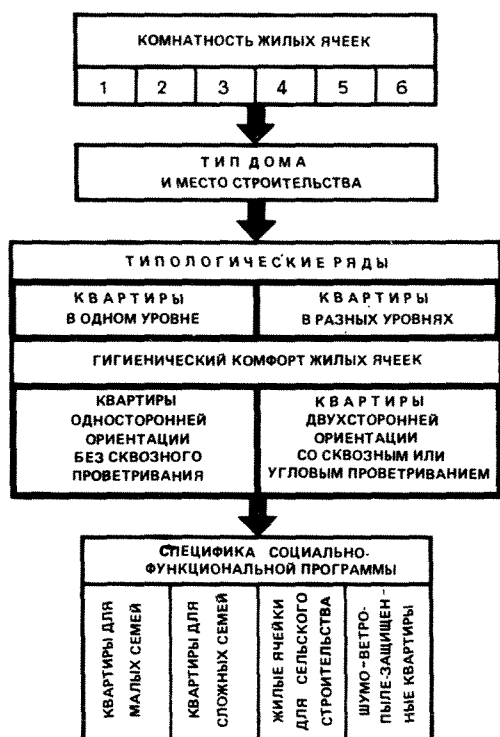 КОМНАТНОСТЬ ЖИЛЫХ ЯЧЕЕК
1 2 3 4 5 6
ТИП ДОМА
И МЕСТО СТРОИТЕЛЬСТВА
ТИПОЛОГИЧЕСКИЕ РЯДЫ
КВАРТИРЫ
В ОДНОМ УРОВНЕ
КВАРТИРЫ
В РАЗНЫХ УРОВНЯХ
ГИГИЕНИЧЕСКИЙ КОМФОРТ ЖИЛЫХ ЯЧЕЕК
КВАРТИРЫ
ОДНОСТОРОННЕЙ
ОРИЕНТАЦИИ
БЕЗ СКВОЗНОГО
ПРОВЕТРИВАНИЯ
КВАРТИРЫ
ДВУХСТОРОННЕЙ
ОРИЕНТАЦИИ
СО СКВОЗНЫМ ИЛИ
УГЛОВЫМ ПРОВЕТРИВАНИЕМ
СПЕЦИФИКА СОЦИАЛЬНО-
ФУНКЦИОНАЛЬНОЙ ПРОГРАММЫ
КВАРТИРЫ ДЛЯ
МАЛЫХ СЕМЕЙ
КВАРТИРЫ ДЛЯ
СЛОЖНЫХ СЕМЕЙ
ЖИЛЫЕ ЯЧЕЙКИ
ДЛЯ СЕЛЬСКОГО
СТРОИТЕЛЬСТВА
ШУМО-ВЕТРО-
ПЫЛЕ-ЗАЩИЩЕН-
НЫЕ КВАРТИРЫ